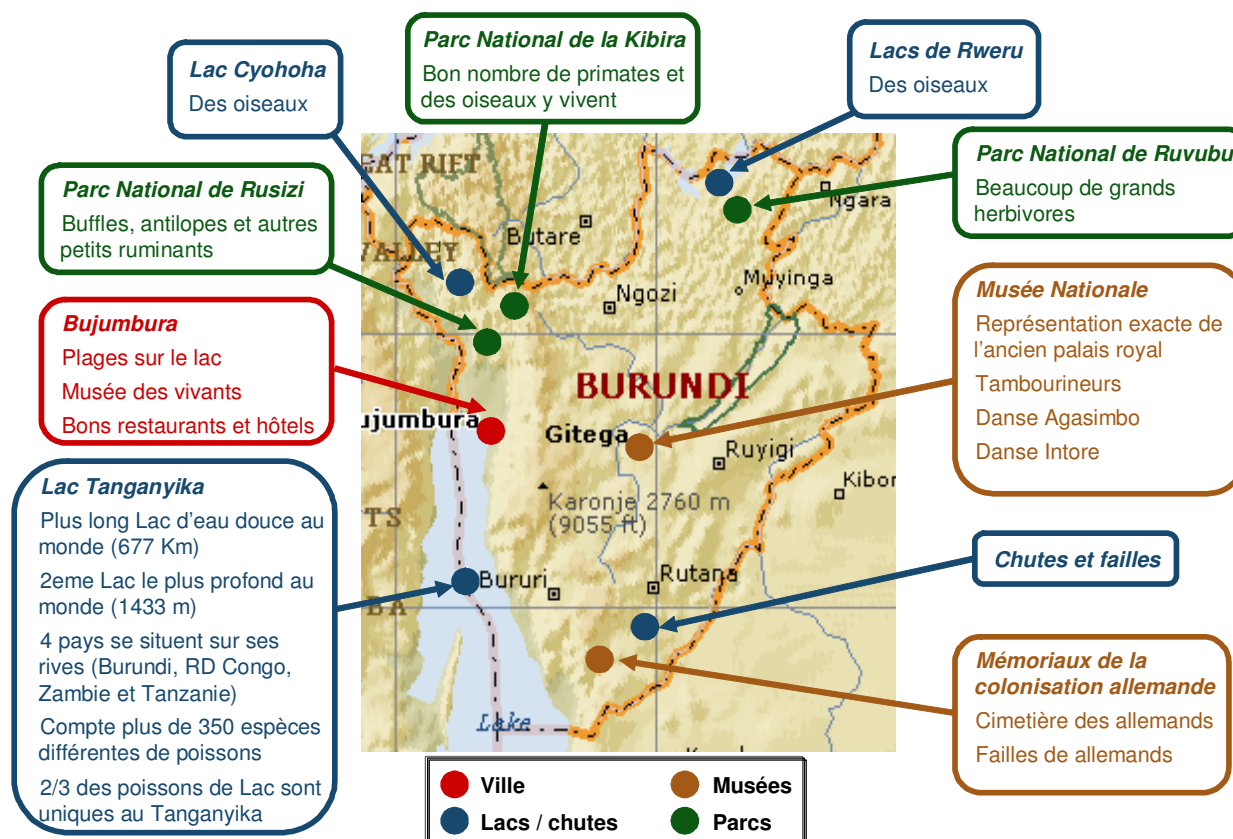 Lac Cyohoha
Des oiseaux
Parc National de la Kibira
Bon nombre de primates et
des oiseaux y vivent
Lacs de Rweru
Des oiseaux
Parc National de Rusizi
Buffles, antilopes et autres
petits ruminants
Parc National de Ruvubu
Beaucoup de grands
herbivores
Bujumbura
Plages sur le lac
Musée des vivants
Bons restaurants et hôtels
Musée Nationale
Représentation exacte de
l’ancien palais royal
Tambourineurs
Danse Agasimbo
Danse Intore
Lac Tanganyika
Plus long Lac d’eau douce au
monde (677 Km)
2eme Lac le plus profond au
monde (1433 m)
4 pays se situent sur ses
rives (Burundi, RD Congo,
Zambie et Tanzanie)
Compte plus de 350 espèces
différentes de poissons
2/3 des poissons de Lac sont
uniques au Tanganyika
Chutes et failles
Mémoriaux de la
colonisation allemande
Cimetière des allemands
Failles de allemands
RIFT
VALLEY
Butare
Ngara
Ngozi
Muyinga
BURUNDI
ujumbura
Gitega
Ruyigi
Kibon
Karonje 2760 m
(9055 ft)
TS
Bururi
Rutana
BA
Lake
Ville
Musées
Lacs / chutes
Parcs